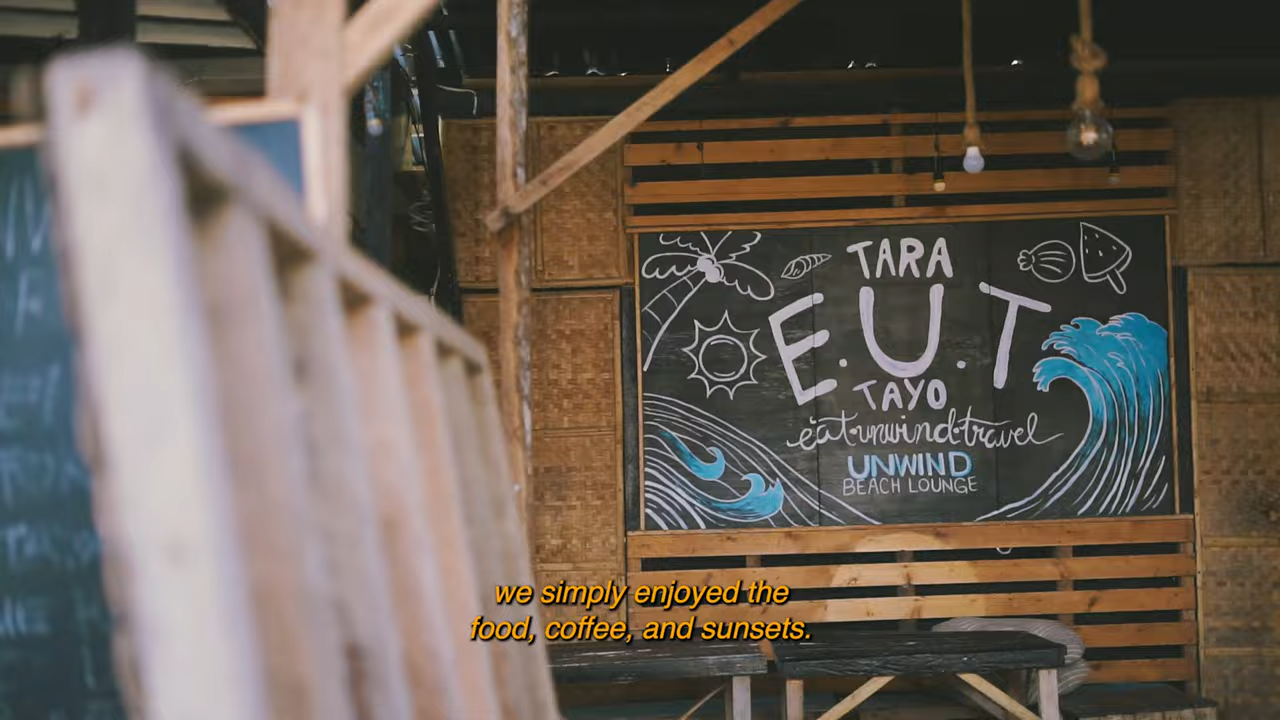 TARA
E.U.T
TAYO
eat·unwind·travel
UNWIND
BEACH LOUNGE
we simply enjoyed the
food, coffee, and sunsets.